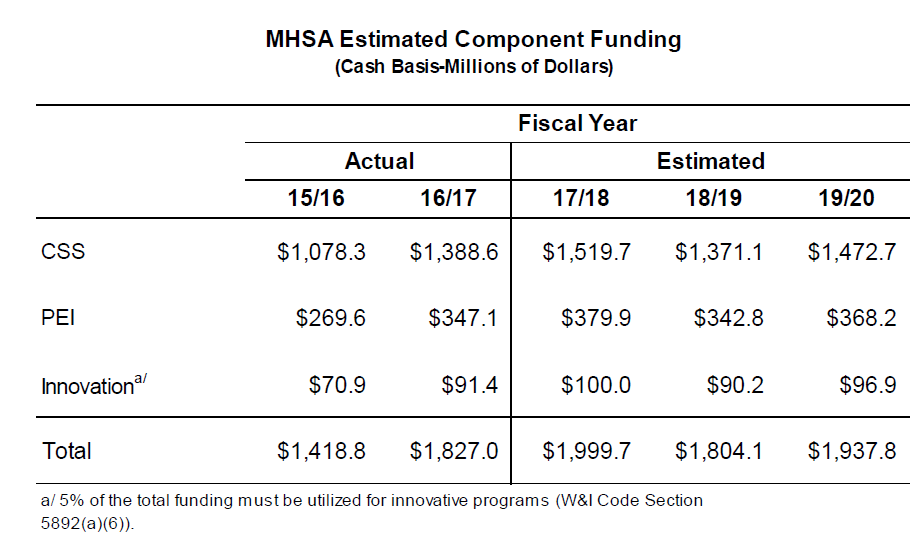 MHSA Estimated Component Funding
(Cash Basis-Millions of Dollars)
Fiscal Year
Actual Estimated
15/16 16/17 17/18 18/19 19/20
CSS $1,078.3 $1,388.6 $1,519.7 $1,371.1 $1,472.7
PEI $269.6 $347.1 $379.9 $342.8 $368.2
Innovationa/ $70.9 $91.4 $100.0 $90.2 $96.9
Total $1,418.8 $1,827.0 $1,999.7 $1,804.1 $1,937.8
a/ 5% of the total funding must be utilized for innovative programs (W&I Code Section
5892(a)(6)).